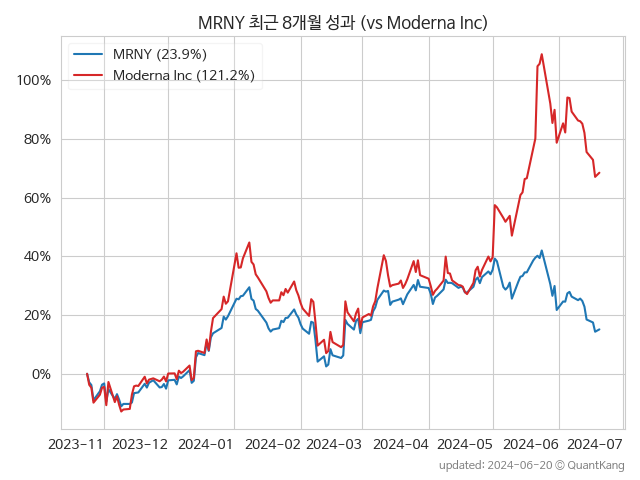 MRNY 최근 8개월 성과 (vs Moderna Inc)
MRNY (23.9%)
Moderna Inc (121.2%)
100%
80%
60%
40%
20%
0%
2023-11 2023-12 2024-01 2024-02 2024-03 2024-04 2024-05 2024-06 2024-07
updated: 2024-06-20 © QuantKang